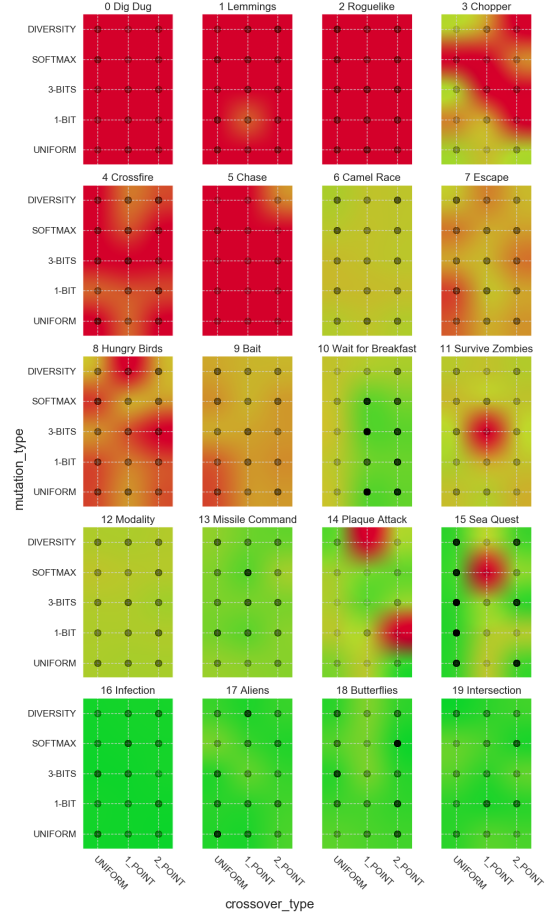 0 Dig Dug
1 Lemmings
2 Roguelike
3 Chopper
DIVERSITY
SOFTMAX
3-BITS
1-BIT
UNIFORM
4 Crossfire
5 Chase
6 Camel Race
7 Escape
DIVERSITY
SOFTMAX
3-BITS
1-BIT
UNIFORM
8 Hungry Birds
9 Bait
10 Wait for Breakfast
11 Survive Zombies
DIVERSITY
SOFTMAX
3-BITS
1-BIT
UNIFORM
mutation_type
12 Modality
13 Missile Command
14 Plaque Attack
15 Sea Quest
DIVERSITY
SOFTMAX
3-BITS
1-BIT
UNIFORM
16 Infection
17 Aliens
18 Butterflies
19 Intersection
DIVERSITY
SOFTMAX
3-BITS
1-BIT
UNIFORM
UNIFORM
1_POINT
2_POINT
UNIFORM
1_POINT
2_POINT
UNIFORM
1_POINT
2_POINT
UNIFORM
1_POINT
2_POINT
crossover_type